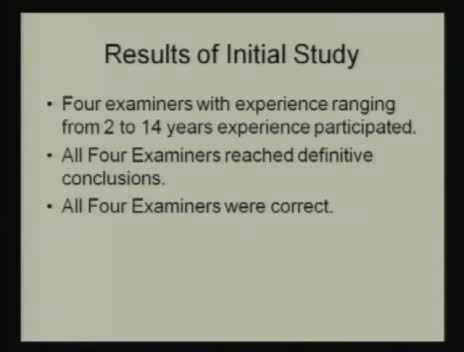 Results of Initial Study
• Four examiners with experience ranging
from 2 to 14 years experience participated.
• All Four Examiners reached definitive
conclusions.
• All Four Examiners were correct.